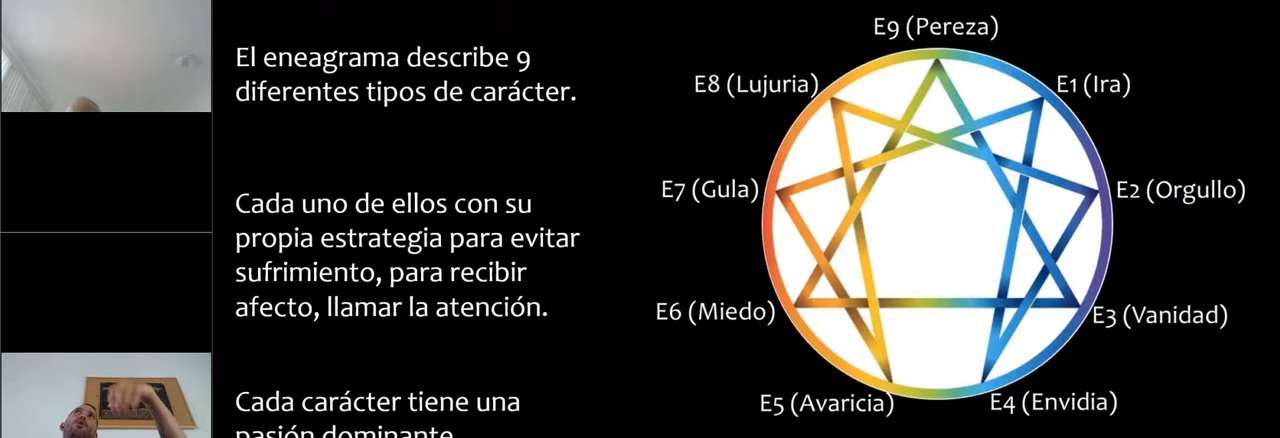 El eneagrama describe 9
diferentes tipos de carácter.
Cada uno de ellos con su
propia estrategia para evitar
sufrimiento, para recibir
afecto, llamar la atención.
Cada carácter tiene una
pasión dominante
E9 (Pereza)
E8 (Lujuria)
E1 (Ira)
E7 (Gula)
E2 (Orgullo)
E6 (Miedo)
E3 (Vanidad)
E5 (Avaricia)
E4 (Envidia)